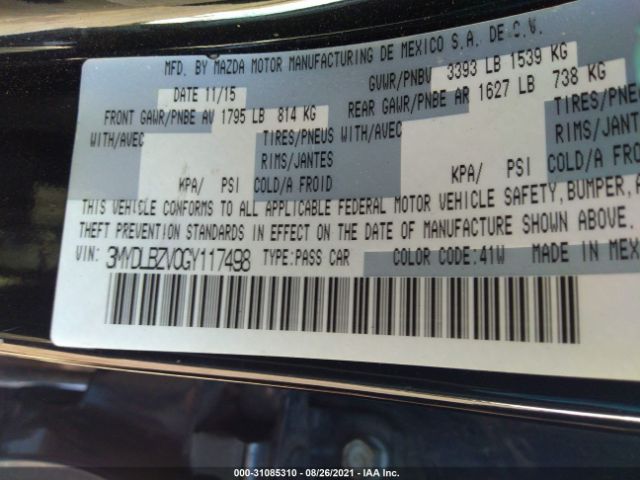 MFD. BY MAZDA MOTOR MANUFACTURING DE MEXICO S.A. DE C.V.
DATE 11/15 GVWR/PNBV 3393 LB 1539 KG
FRONT GAWR/PNBE AV 1795 LB 814 KG REAR GAWR/PNBE AR 1627 LB 738 KG
WITH/AVEC TIRES/PNEUS WITH/AVEC
RIMS/JANTES RIMS/JANTES
KPA/ PSI COLD/A FROID KPA/ PSI COLD/A FROID
THIS VEHICLE CONFORMS TO ALL APPLICABLE FEDERAL MOTOR VEHICLE SAFETY, BUMPER,
THEFT PREVENTION STANDARDS IN EFFECT ON THE DATE OF MANUFACTURE SHOWN ABOVE.
VIN: 3MYDLBZV0GY117498 TYPE:PASS CAR COLOR CODE:41W MADE IN
000-31085310 - 08/26/2021 - IAA Inc.